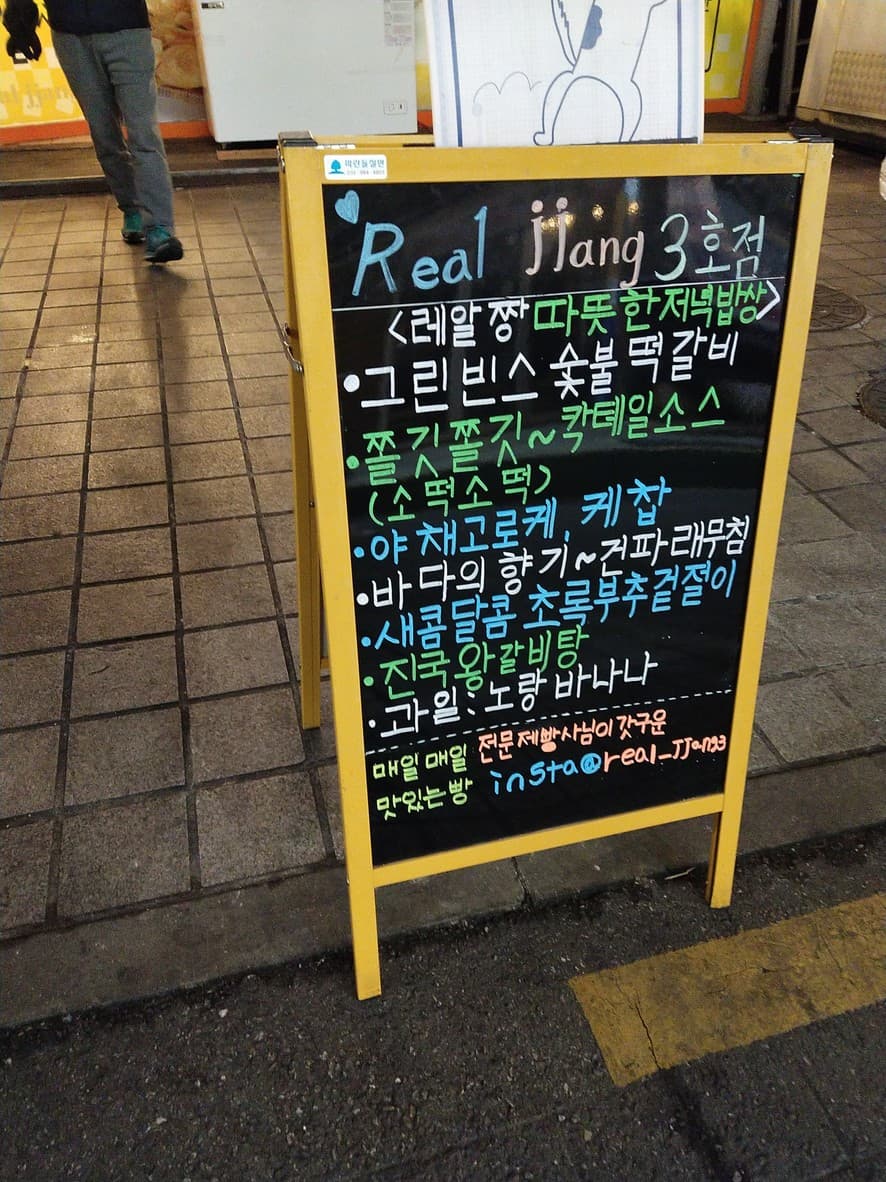 Real jjang 3호점
<레알 짱 따뜻한 저녁밥상>
•그린빈스 숯불 떡갈비
•쫄깃쫄깃~칵테일소스
(소떡소떡)
•야채고로케, 케찹
•바다의 향기~건파래무침
•새콤달콤 초록부추겉절이
•진국왕갈비탕
•과일:노랑바나나
매일매일 전문제빵사님이 갓구운
맛있는빵 insta@real_jjang3